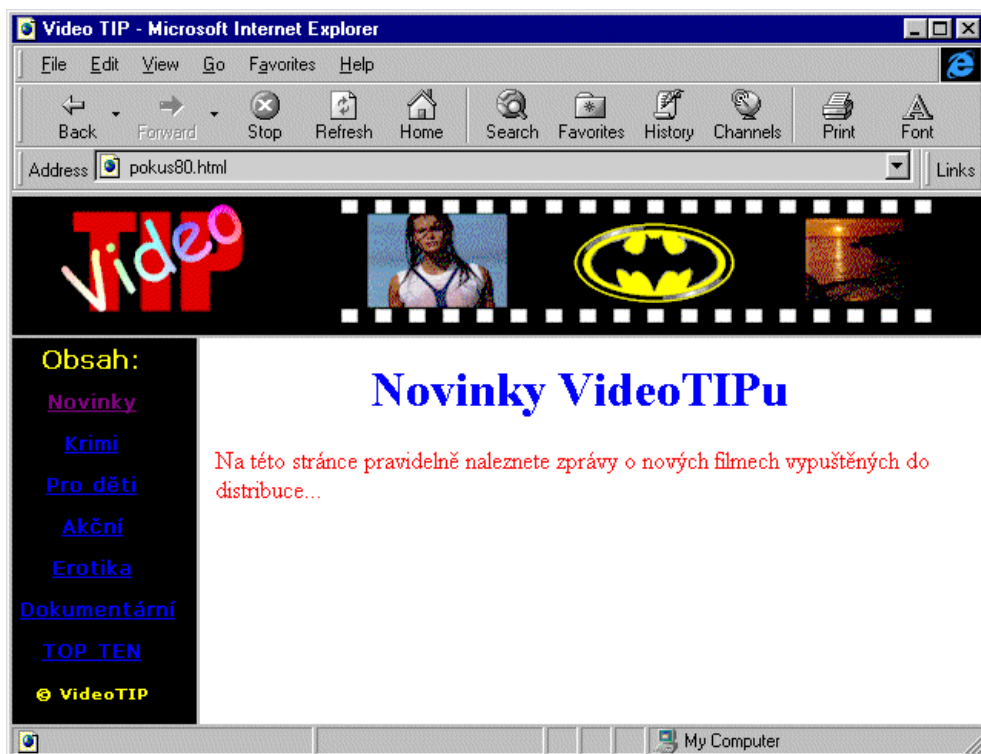 Video TIP - Microsoft Internet Explorer
File Edit View Go Favorites Help
Back Forward Stop Refresh Home Search Favorites History Channels Print Font
Address pokus80.html Links
Video TIP
Obsah:
Novinky
Krimi
Pro děti
Akční
Erotika
Dokumentární
TOP TEN
© VideoTIP
Novinky VideoTIPu
Na této stránce pravidelně naleznete zprávy o nových filmech vypuštěných do
distribuce...
My Computer